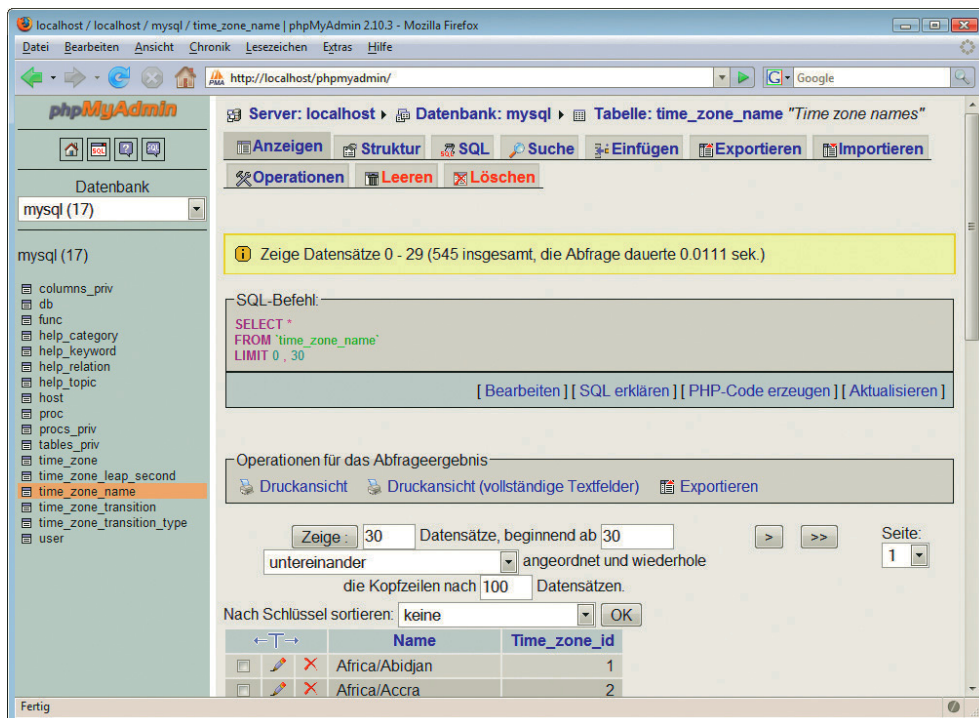 localhost / localhost / mysql / time_zone_name | phpMyAdmin 2.10.3 - Mozilla Firefox
Datei Bearbeiten Ansicht Chronik Lesezeichen Extras Hilfe
PMA http://localhost/phpmyadmin/ G Google
phpMyAdmin
SQL
Datenbank
mysql (17)
mysql (17)
columns_priv
db
func
help_category
help_keyword
help_relation
help_topic
host
proc
procs_priv
tables_priv
time_zone
time_zone_leap_second
time_zone_name
time_zone_transition
time_zone_transition_type
user
Server: localhost Datenbank: mysql Tabelle: time_zone_name "Time zone names"
Anzeigen Struktur SQL Suche Einfügen Exportieren Importieren
Operationen Leeren Löschen
Zeige Datensätze 0 - 29 (545 insgesamt, die Abfrage dauerte 0.0111 sek.)
SQL-Befehl:
SELECT *
FROM `time_zone_name`
LIMIT 0 , 30
[ Bearbeiten ] [ SQL erklären ] [ PHP-Code erzeugen ] [ Aktualisieren ]
Operationen für das Abfrageergebnis
Druckansicht Druckansicht (vollständige Textfelder) Exportieren
Zeige : 30 Datensätze, beginnend ab 30 > >> Seite:
untereinander angeordnet und wiederhole 1
die Kopfzeilen nach 100 Datensätzen.
Nach Schlüssel sortieren: keine OK
←T→ Name Time_zone_id
Africa/Abidjan 1
Africa/Accra 2
Fertig